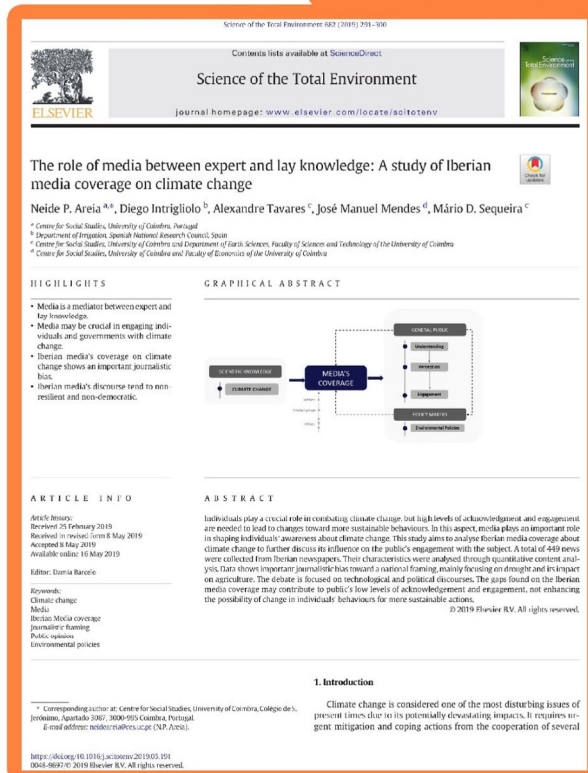 Science of the Total Environment 682 (2019) 291–300
Contents lists available at ScienceDirect
Science of the Total Environment
journal homepage: www.elsevier.com/locate/scitotenv
ELSEVIER
Science of the
Total Environment
Check for
updates
The role of media between expert and lay knowledge: A study of Iberian
media coverage on climate change
Neide P. Areia a,*, Diego Intrigliolo b, Alexandre Tavares c, José Manuel Mendes d, Mário D. Sequeira c
a Centre for Social Studies, University of Coimbra, Portugal
b Department of Irrigation, Spanish National Research Council, Spain
c Centre for Social Studies, University of Coimbra and Department of Earth Sciences, Faculty of Sciences and Technology of the University of Coimbra
d Centre for Social Studies, University of Coimbra and Faculty of Economics of the University of Coimbra
HIGHLIGHTS
• Media is a mediator between expert and
lay knowledge.
• Media may be crucial in engaging indi-
viduals and governments with climate
change.
• Iberian media's coverage on climate
change shows an important journalistic
bias.
• Iberian media's discourse tend to non-
resilient and non-democratic.
GRAPHICAL ABSTRACT
SCIENTIFIC KNOWLEDGE
CLIMATE CHANGE
MEDIA'S
COVERAGE
GENERAL PUBLIC
Understanding
Perception
Engagement
POLICY MAKERS
Environmental Policies
ARTICLE INFO
Article history:
Received 25 February 2019
Received in revised form 8 May 2019
Accepted 8 May 2019
Available online 16 May 2019
Editor: Damia Barcelo
Keywords:
Climate change
Media
Iberian Media coverage
Journalistic framing
Public opinion
Environmental policies
ABSTRACT
Individuals play a crucial role in combating climate change, but high levels of acknowledgment and engagement
are needed to lead to changes toward more sustainable behaviours. In this aspect, media plays an important role
in shaping individuals' awareness about climate change. This study aims to analyse Iberian media coverage about
climate change to further discuss its influence on the public's engagement with the subject. A total of 449 news
were collected from Iberian newspapers. Their characteristics were analysed through quantitative content anal-
ysis. Data shows important journalistic bias toward a national framing, mainly focusing on drought and its impact
on agriculture. The debate is focused on technological and political discourses. The gaps found on the Iberian
media coverage may contribute to public's low levels of acknowledgement and engagement, not enhancing
the possibility of change in individuals' behaviours for more sustainable actions.
© 2019 Elsevier B.V. All rights reserved.
* Corresponding author at: Centre for Social Studies, University of Coimbra, Colégio de S.
Jerónimo, Apartado 3087, 3000-995 Coimbra, Portugal.
E-mail address: neideareia@ces.uc.pt (N.P. Areia).
1. Introduction
Climate change is considered one of the most disturbing issues of
present times due to its potentially devastating impacts. It requires ur-
gent mitigation and coping actions from the cooperation of several
https://doi.org/10.1016/j.scitotenv.2019.05.191
0048-9697/© 2019 Elsevier B.V. All rights reserved.